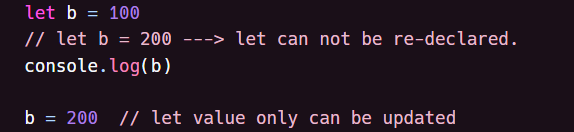 let b = 100
// let b = 200 ---> let can not be re-declared.
console.log(b)
b = 200  // let value only can be updated